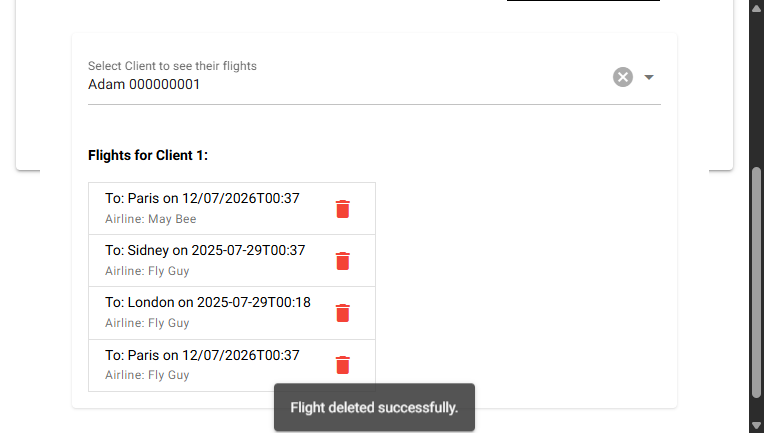 Select Client to see their flights
Adam 000000001
Flights for Client 1:
To: Paris on 12/07/2026T00:37
Airline: May Bee
To: Sidney on 2025-07-29T00:37
Airline: Fly Guy
To: London on 2025-07-29T00:18
Airline: Fly Guy
To: Paris on 12/07/2026T00:37
Airline: Fly Guy
Flight deleted successfully.